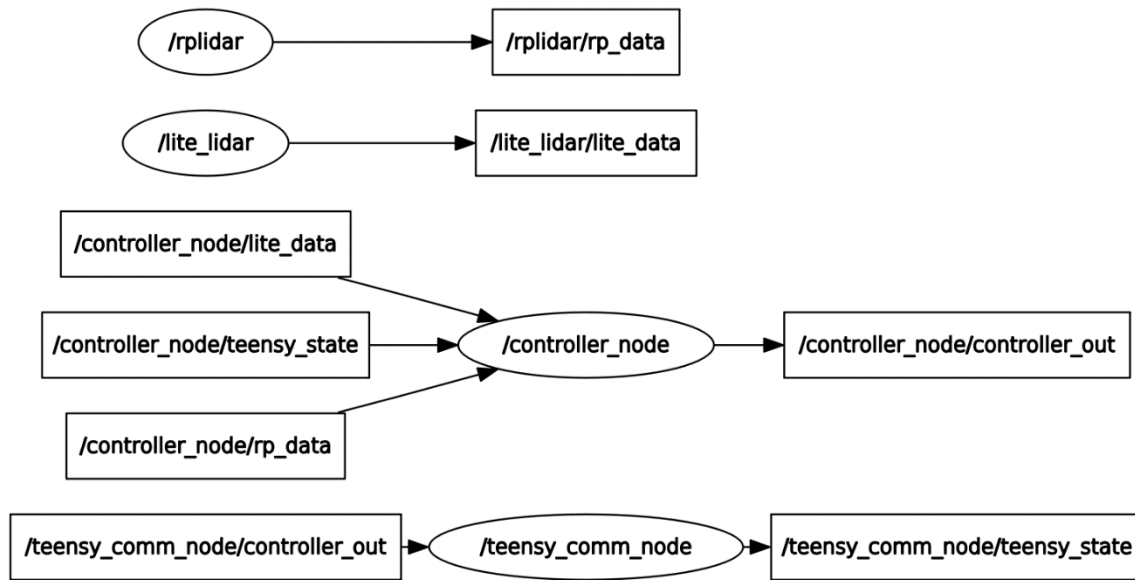 /rplidar
/rplidar/rp_data
/lite_lidar
/lite_lidar/lite_data
/controller_node/lite_data
/controller_node/teensy_state
/controller_node
/controller_node/controller_out
/controller_node/rp_data
/teensy_comm_node/controller_out
/teensy_comm_node
/teensy_comm_node/teensy_state